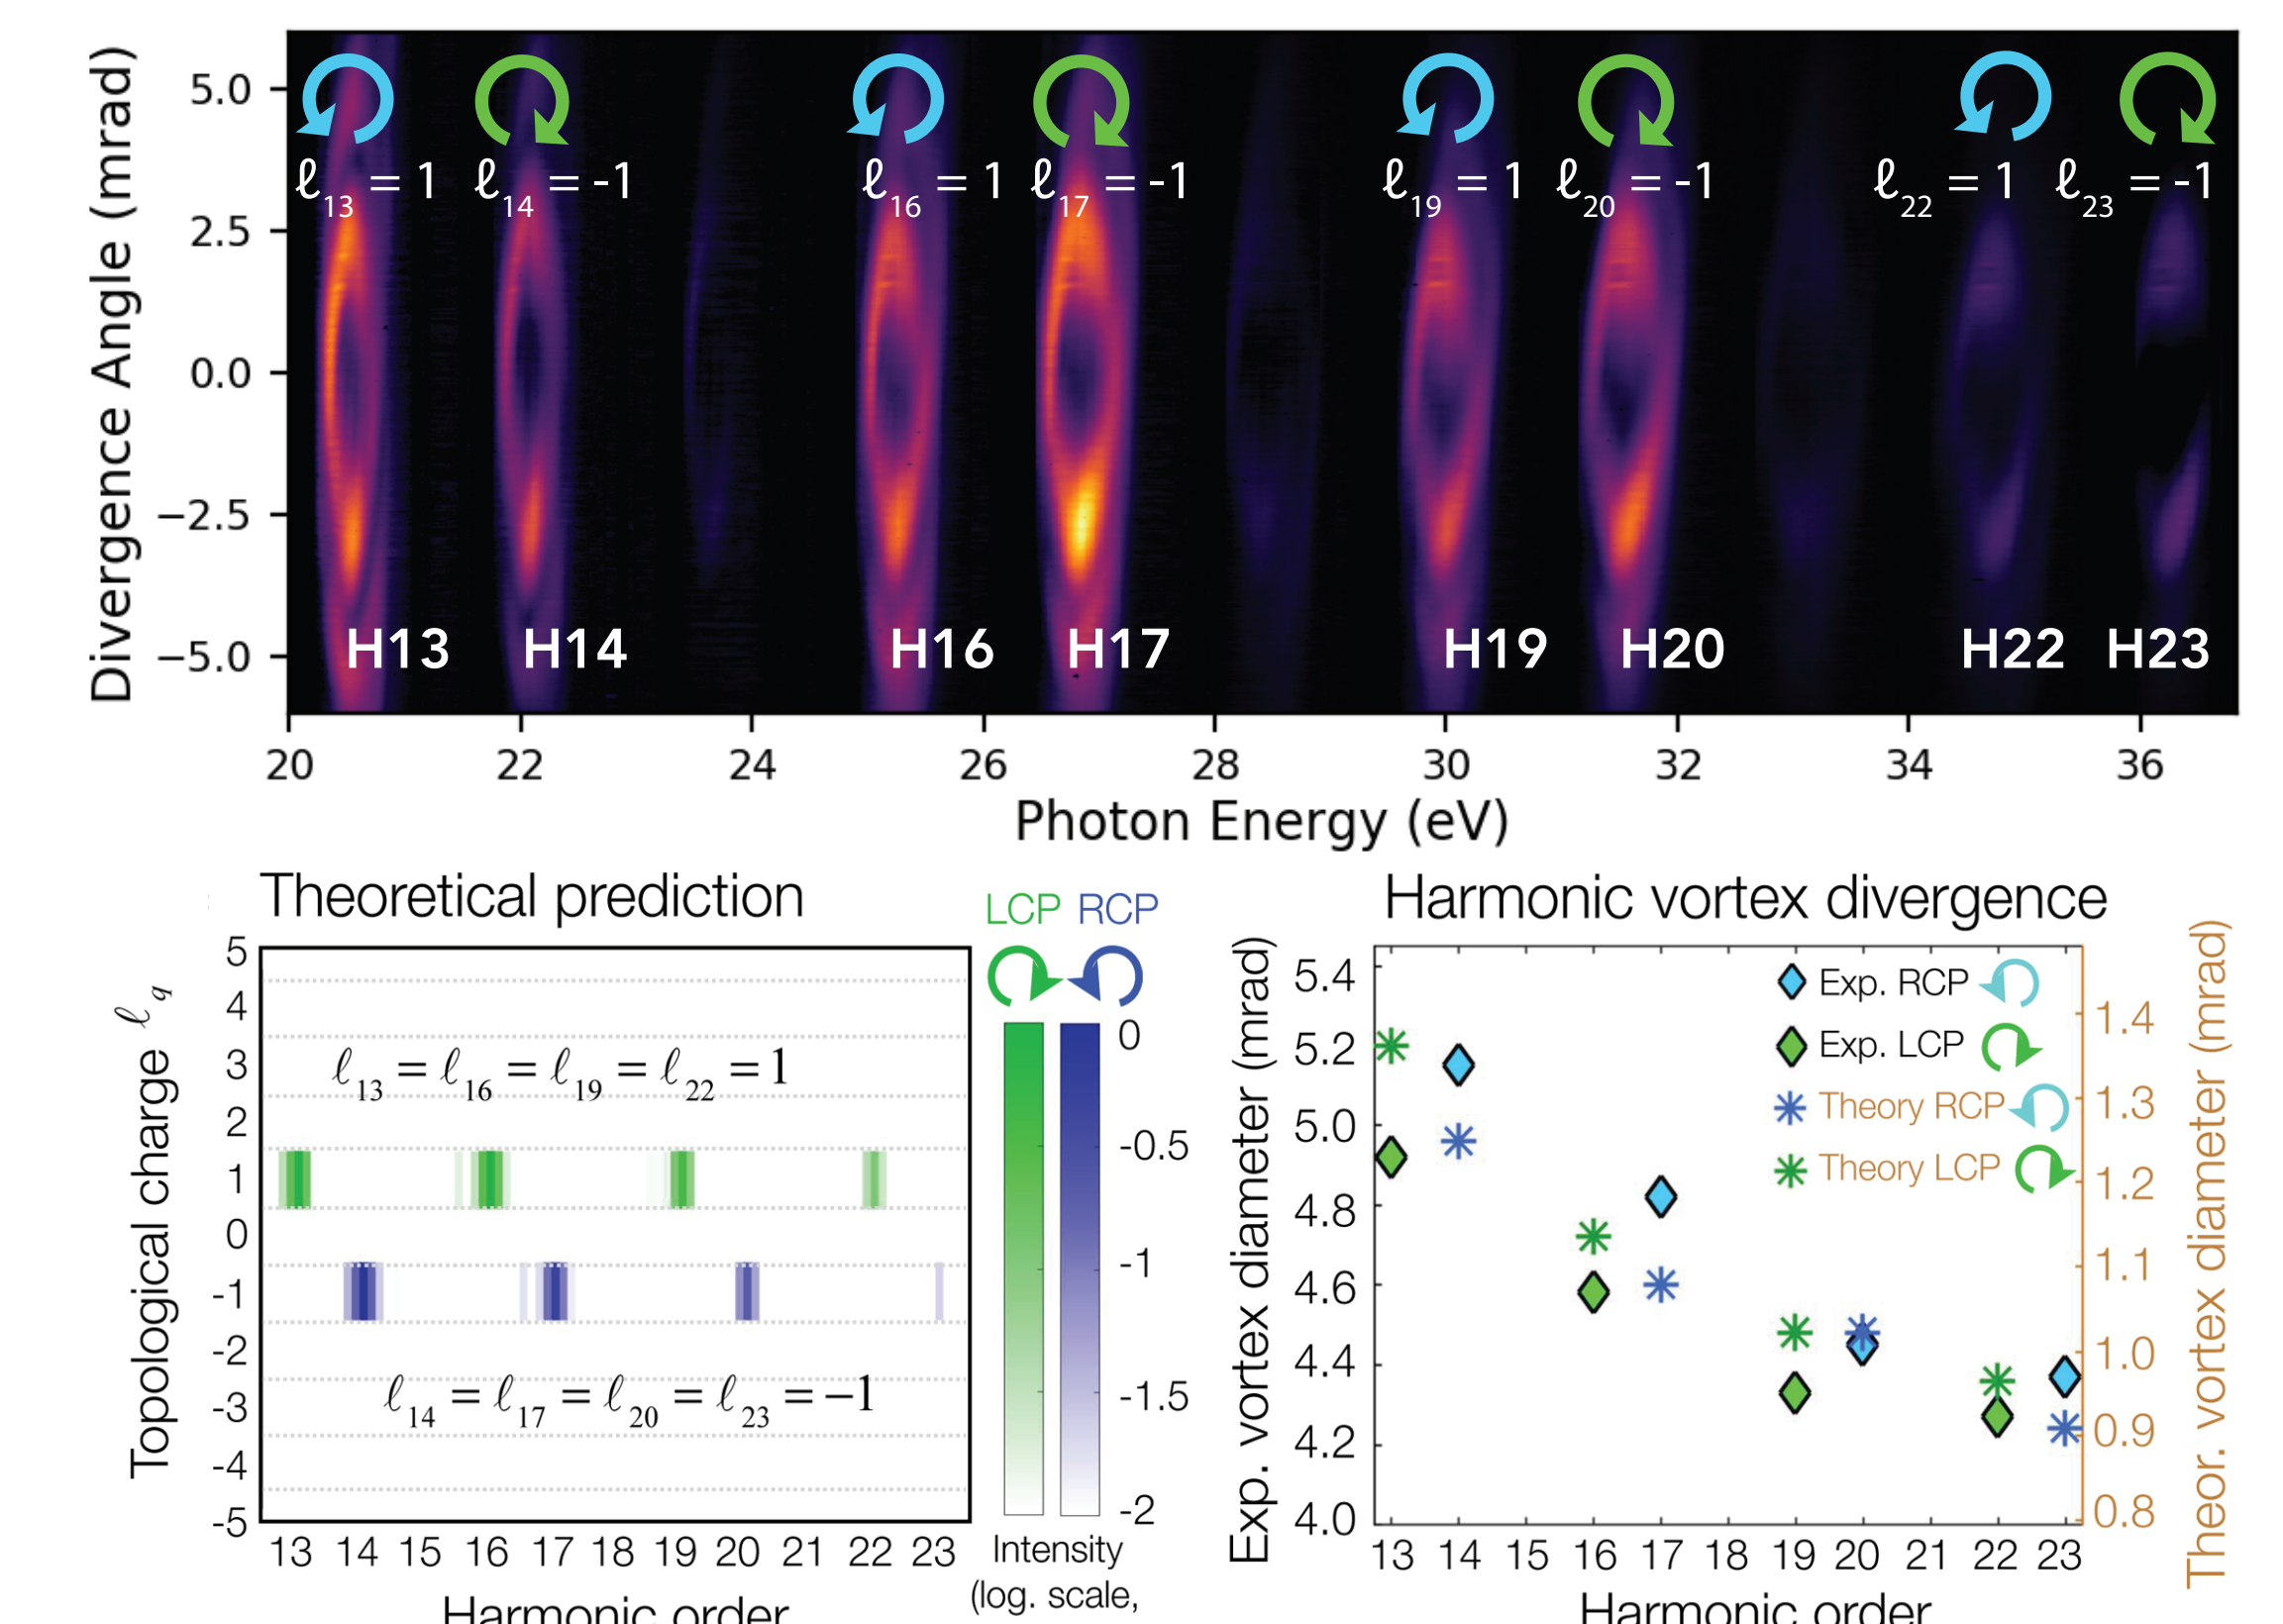 Divergence Angle (mrad)
5.0
2.5
0.0
−2.5
−5.0
ℓ13 = 1
ℓ14 = -1
ℓ16 = 1
ℓ17 = -1
ℓ19 = 1
ℓ20 = -1
ℓ22 = 1
ℓ23 = -1
H13
H14
H16
H17
H19
H20
H22
H23
20 22 24 26 28 30 32 34 36
Photon Energy (eV)
Theoretical prediction
Topological charge ℓq
5
4
3
2
1
0
-1
-2
-3
-4
-5
ℓ13 = ℓ16 = ℓ19 = ℓ22 = 1
ℓ14 = ℓ17 = ℓ20 = ℓ23 = −1
13 14 15 16 17 18 19 20 21 22 23
Harmonic order
LCP RCP
0
-0.5
-1
-1.5
-2
Intensity
(log. scale,
Harmonic vortex divergence
Exp. vortex diameter (mrad)
5.4
5.2
5.0
4.8
4.6
4.4
4.2
4.0
Exp. RCP
Exp. LCP
Theory RCP
Theory LCP
1.4
1.3
1.2
1.1
1.0
0.9
0.8
Theor. vortex diameter (mrad)
13 14 15 16 17 18 19 20 21 22 23
Harmonic order